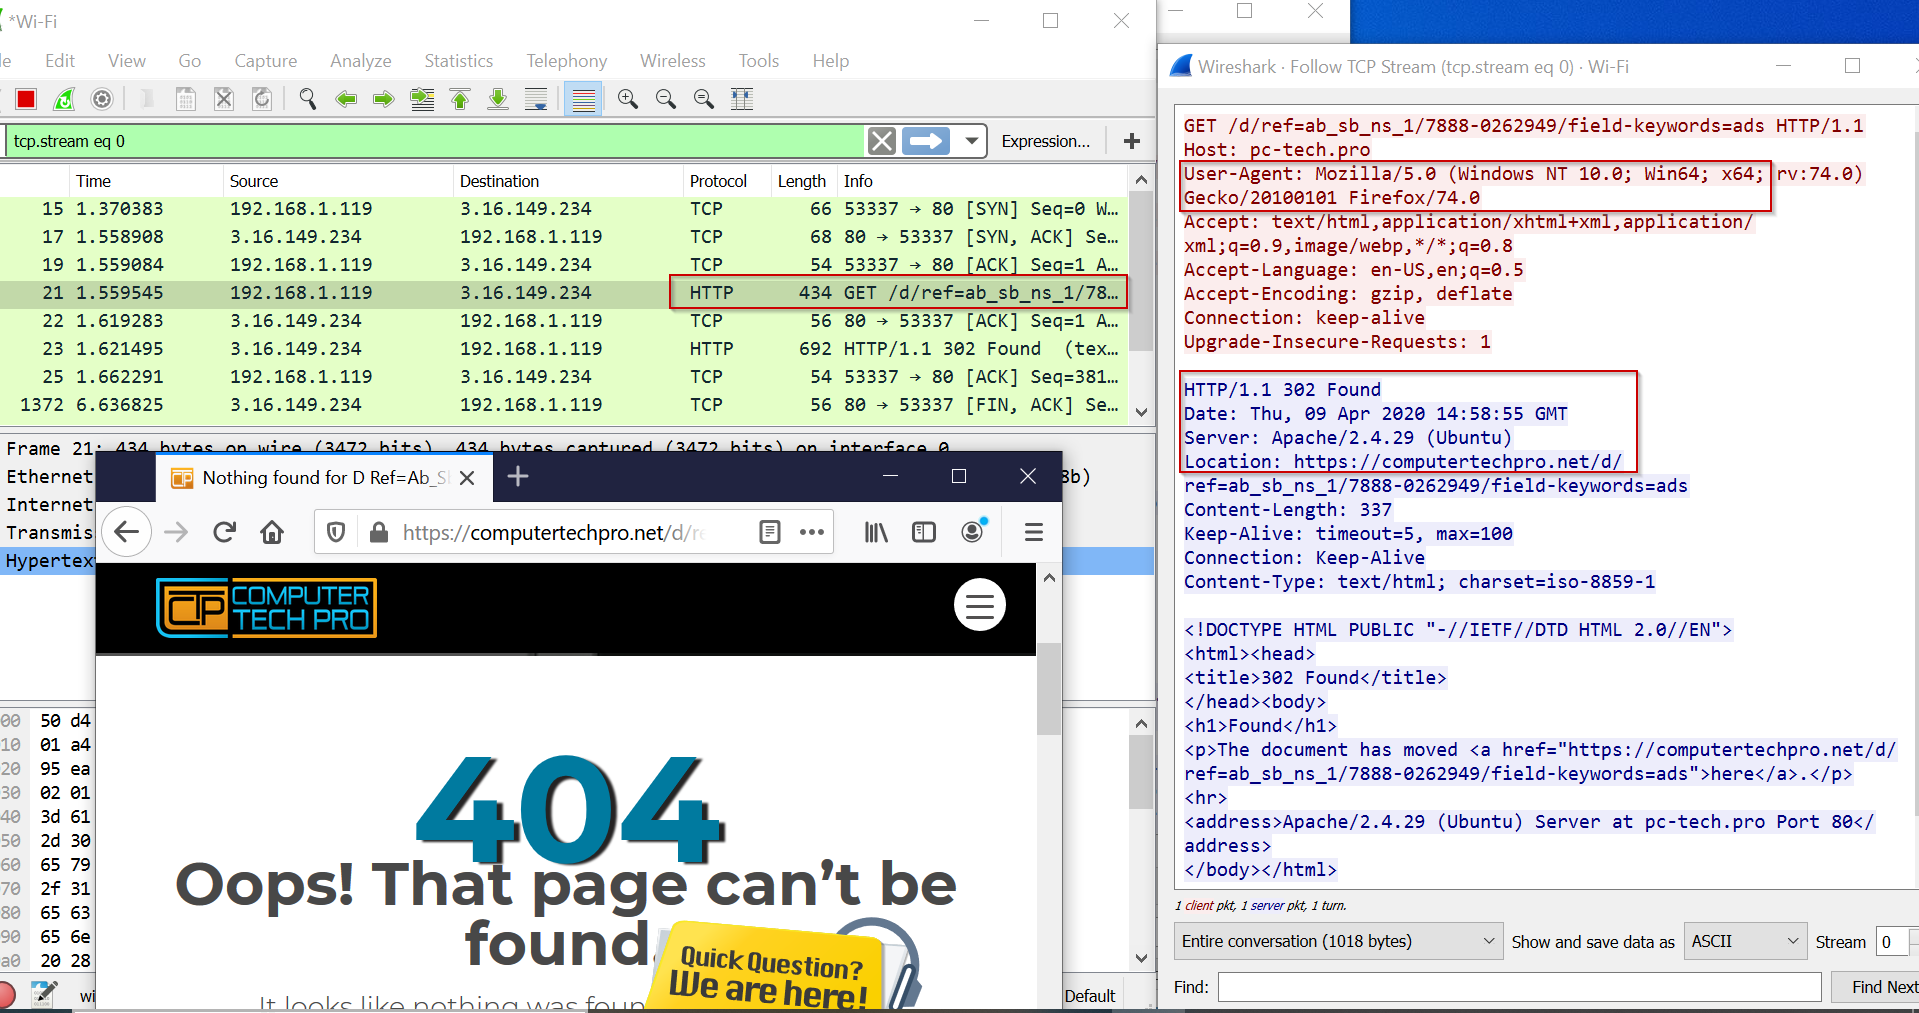 *Wi-Fi
Edit View Go Capture Analyze Statistics Telephony Wireless Tools Help
tcp.stream eq 0
Expression...
Time Source Destination Protocol Length Info
15 1.370383 192.168.1.119 3.16.149.234 TCP 66 53337 → 80 [SYN] Seq=0 W...
17 1.558908 3.16.149.234 192.168.1.119 TCP 68 80 → 53337 [SYN, ACK] Se...
19 1.559084 192.168.1.119 3.16.149.234 TCP 54 53337 → 80 [ACK] Seq=1 A...
21 1.559545 192.168.1.119 3.16.149.234 HTTP 434 GET /d/ref=ab_sb_ns_1/78...
22 1.619283 3.16.149.234 192.168.1.119 TCP 56 80 → 53337 [ACK] Seq=1 A...
23 1.621495 3.16.149.234 192.168.1.119 HTTP 692 HTTP/1.1 302 Found (tex...
25 1.662291 192.168.1.119 3.16.149.234 TCP 54 53337 → 80 [ACK] Seq=381...
1372 6.636825 3.16.149.234 192.168.1.119 TCP 56 80 → 53337 [FIN, ACK] Se...
Frame 21: 434 bytes on wire (3472 bits), 434 bytes captured (3472 bits) on interface 0
Ethernet
8b)
Internet
Transmis
Hypertex
00 50 d4
10 01 a4
20 95 ea
30 02 01
40 3d 61
50 2d 30
60 65 79
70 2f 31
80 65 63
90 65 6e
a0 20 28
wi
Default
Nothing found for D Ref=Ab_S
https://computertechpro.net/d/re
CTP COMPUTER
TECH PRO
404
Oops! That page can’t be
found.
It looks like nothing was foun
Quick Question?
We are here!
Wireshark · Follow TCP Stream (tcp.stream eq 0) · Wi-Fi
GET /d/ref=ab_sb_ns_1/7888-0262949/field-keywords=ads HTTP/1.1
Host: pc-tech.pro
User-Agent: Mozilla/5.0 (Windows NT 10.0; Win64; x64; rv:74.0)
Gecko/20100101 Firefox/74.0
Accept: text/html,application/xhtml+xml,application/
xml;q=0.9,image/webp,*/*;q=0.8
Accept-Language: en-US,en;q=0.5
Accept-Encoding: gzip, deflate
Connection: keep-alive
Upgrade-Insecure-Requests: 1
HTTP/1.1 302 Found
Date: Thu, 09 Apr 2020 14:58:55 GMT
Server: Apache/2.4.29 (Ubuntu)
Location: https://computertechpro.net/d/
ref=ab_sb_ns_1/7888-0262949/field-keywords=ads
Content-Length: 337
Keep-Alive: timeout=5, max=100
Connection: Keep-Alive
Content-Type: text/html; charset=iso-8859-1
<!DOCTYPE HTML PUBLIC "-//IETF//DTD HTML 2.0//EN">
<html><head>
<title>302 Found</title>
</head><body>
<h1>Found</h1>
<p>The document has moved <a href="https://computertechpro.net/d/
ref=ab_sb_ns_1/7888-0262949/field-keywords=ads">here</a>.</p>
<hr>
<address>Apache/2.4.29 (Ubuntu) Server at pc-tech.pro Port 80</
address>
</body></html>
1 client pkt, 1 server pkt, 1 turn.
Entire conversation (1018 bytes) Show and save data as ASCII Stream 0
Find: Find Next